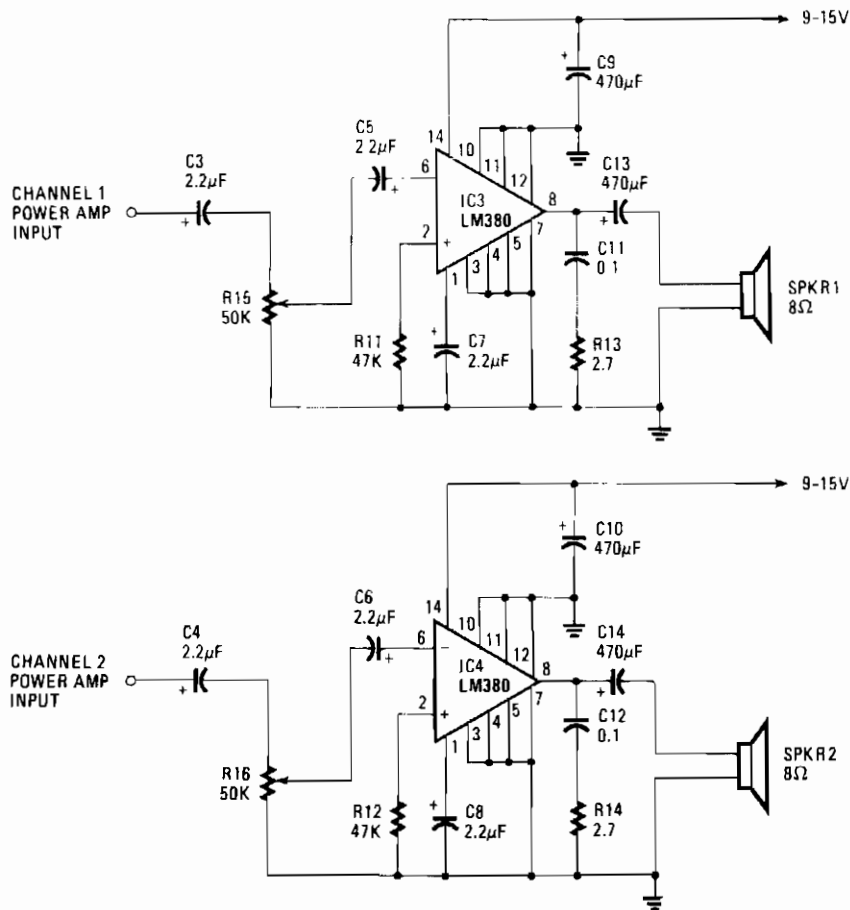 9-15V
+
C9
470µF
C5
2.2µF
14
10
11
12
C3
2.2µF
6
+
C13
470µF
CHANNEL 1
POWER AMP
INPUT
+
IC3
LM380
8
7
+
2
+
5
4
3
1
C11
0.1
SPKR1
8Ω
R15
50K
R11
47K
+
C7
2.2µF
R13
2.7
9-15V
+
C10
470µF
C6
2.2µF
14
10
11
12
C4
2.2µF
6
-
+
C14
470µF
CHANNEL 2
POWER AMP
INPUT
+
IC4
LM380
8
7
+
2
+
5
4
3
1
C12
0.1
SPKR2
8Ω
R16
50K
R12
47K
+
C8
2.2µF
R14
2.7